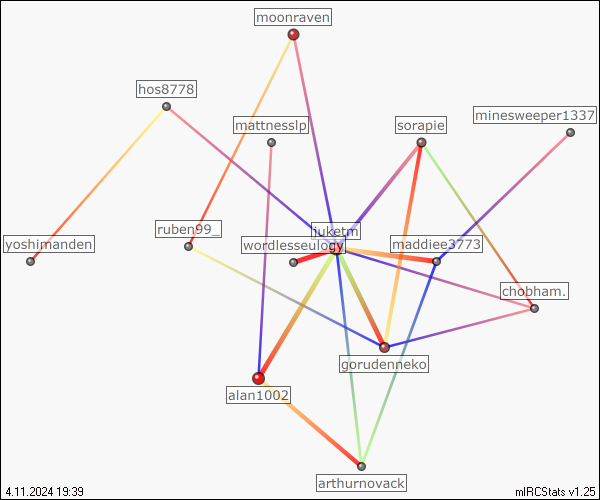 moonraven
hos8778
mattnesslp
sorapie
minesweeper1337
ruben99_
juketm
yoshimanden
wordlesseulogy
maddiee3773
chobham.
gorudenneko
alan1002
arthurnovack
4.11.2024 19:39
mIRCStats v1.25